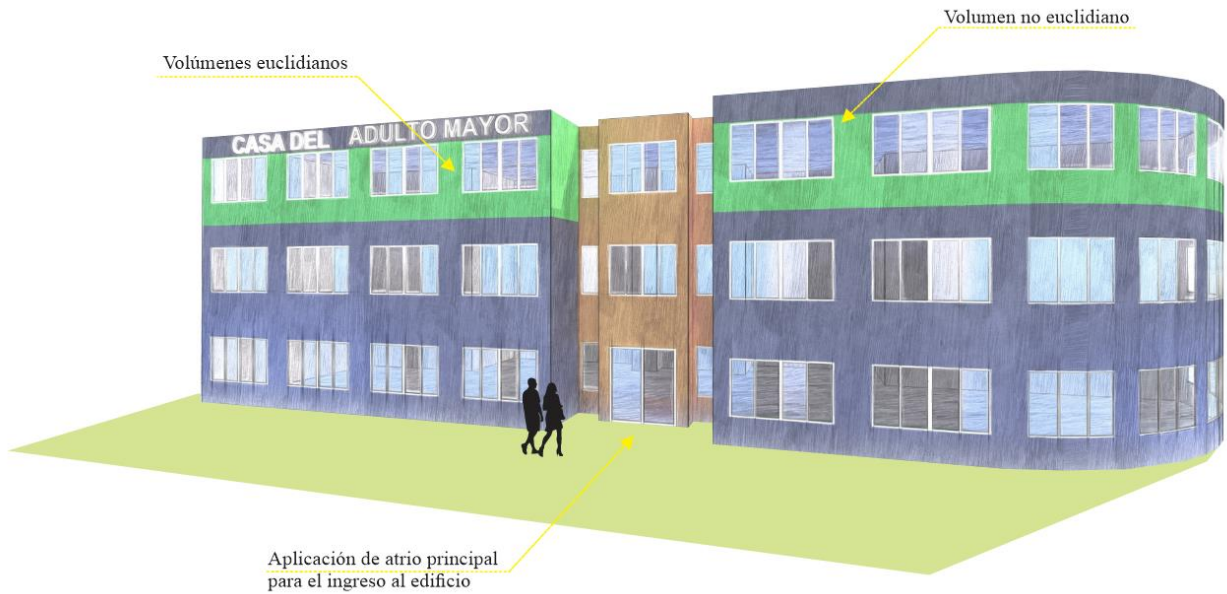 Volumen no euclidiano
Volúmenes euclidianos
CASA DEL ADULTO MAYOR
Aplicación de atrio principal
para el ingreso al edificio